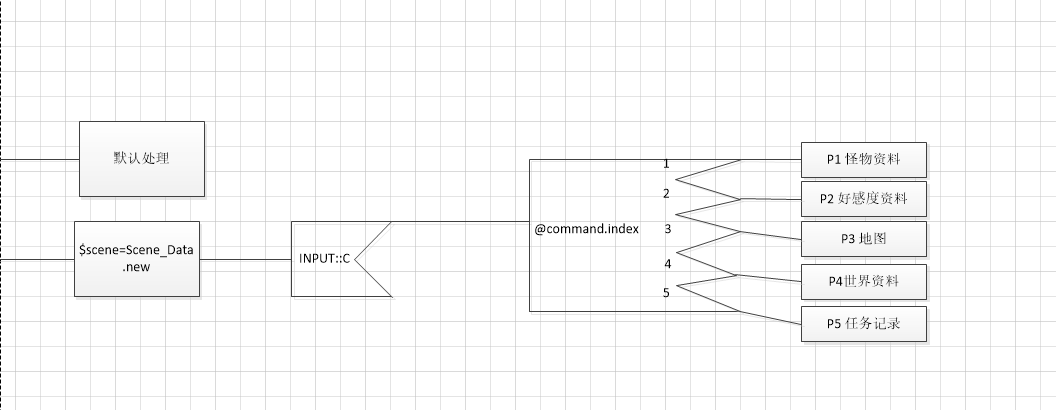 默认处理
$scene=Scene_Data
.new
INPUT::C
@command.index
1
2
3
4
5
P1 怪物资料
P2 好感度资料
P3 地图
P4世界资料
P5 任务记录